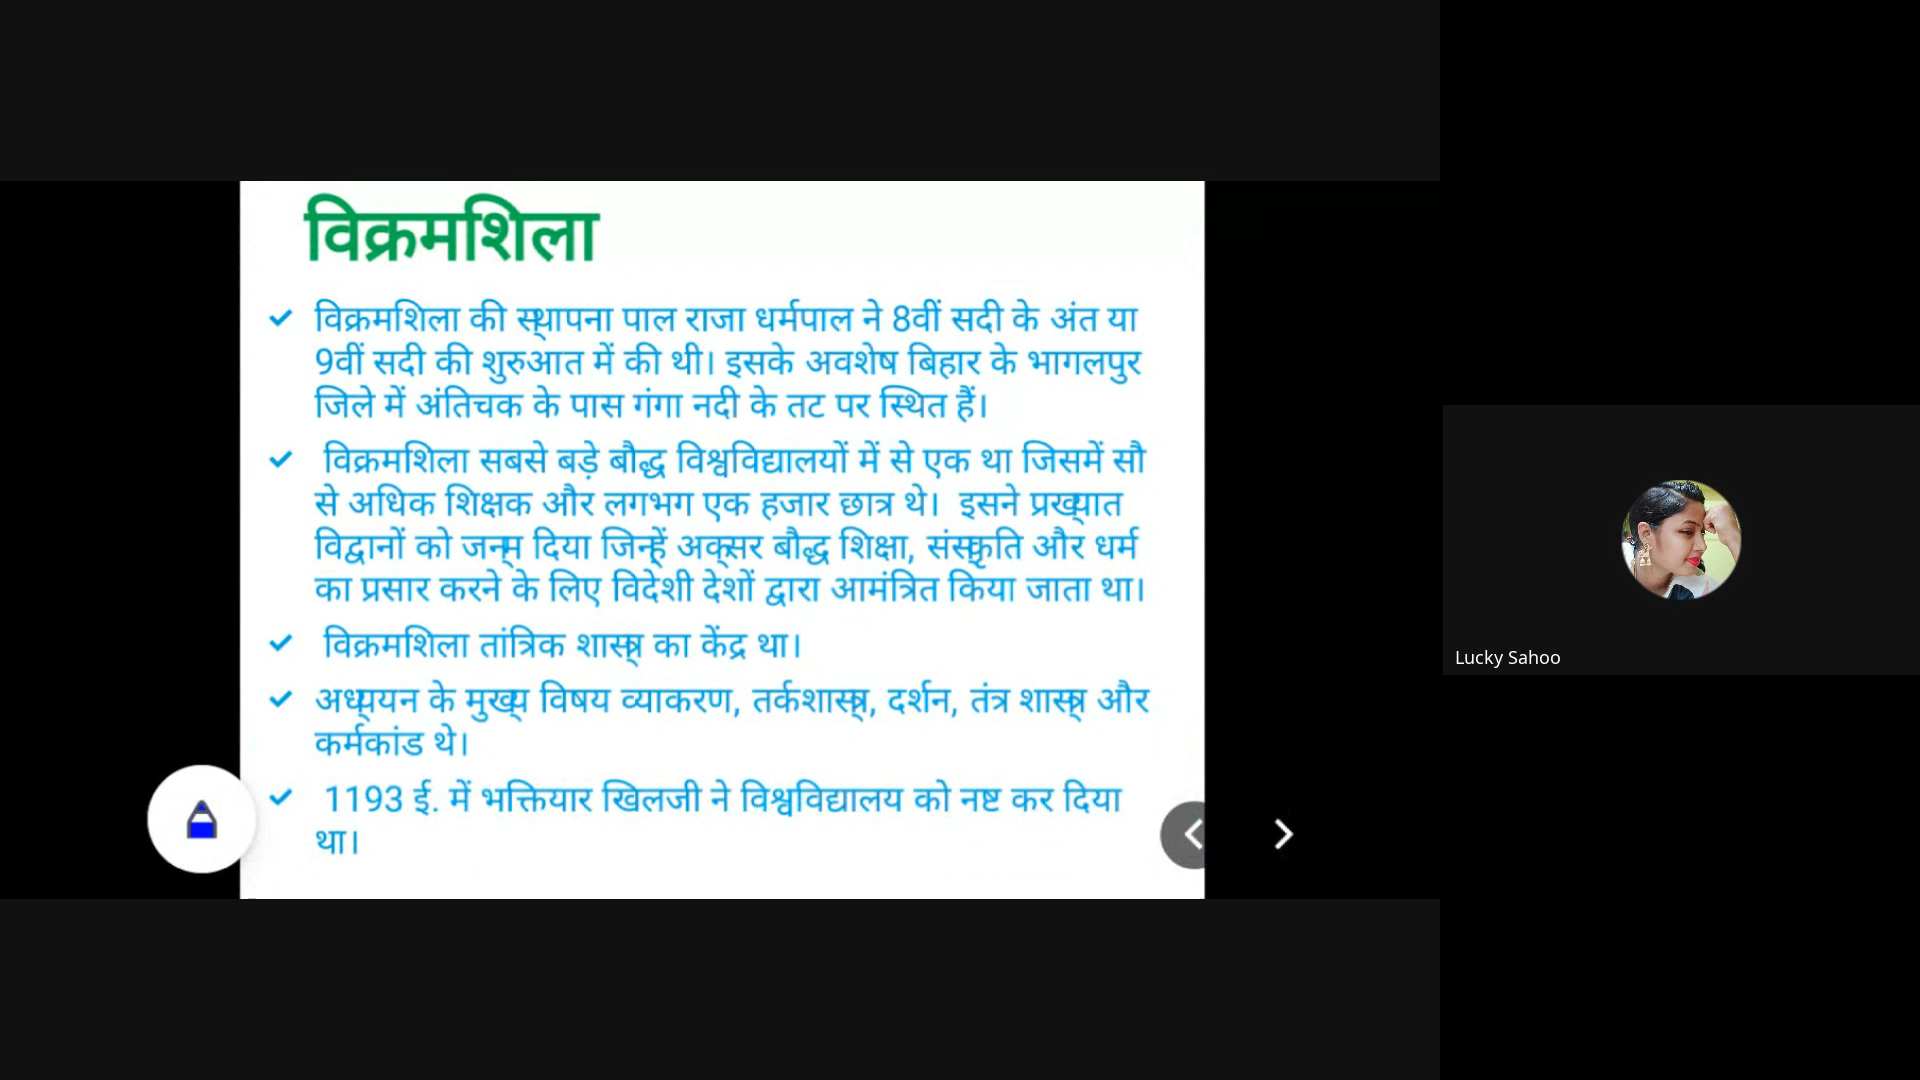 विक्रमशिला
विक्रमशिला की स्थापना पाल राजा धर्मपाल ने 8वीं सदी के अंत या
9वीं सदी की शुरुआत में की थी। इसके अवशेष बिहार के भागलपुर
जिले में अंतिचक के पास गंगा नदी के तट पर स्थित हैं।
विक्रमशिला सबसे बड़े बौद्ध विश्वविद्यालयों में से एक था जिसमें सौ
से अधिक शिक्षक और लगभग एक हजार छात्र थे। इसने प्रख्यात
विद्वानों को जन्म दिया जिन्हें अक्सर बौद्ध शिक्षा, संस्कृति और धर्म
का प्रसार करने के लिए विदेशी देशों द्वारा आमंत्रित किया जाता था।
विक्रमशिला तांत्रिक शास्त्र का केंद्र था।
अध्ययन के मुख्य विषय व्याकरण, तर्कशास्त्र, दर्शन, तंत्र शास्त्र और
कर्मकांड थे।
1193 ई. में भक्तियार खिलजी ने विश्वविद्यालय को नष्ट कर दिया
था।
Lucky Sahoo